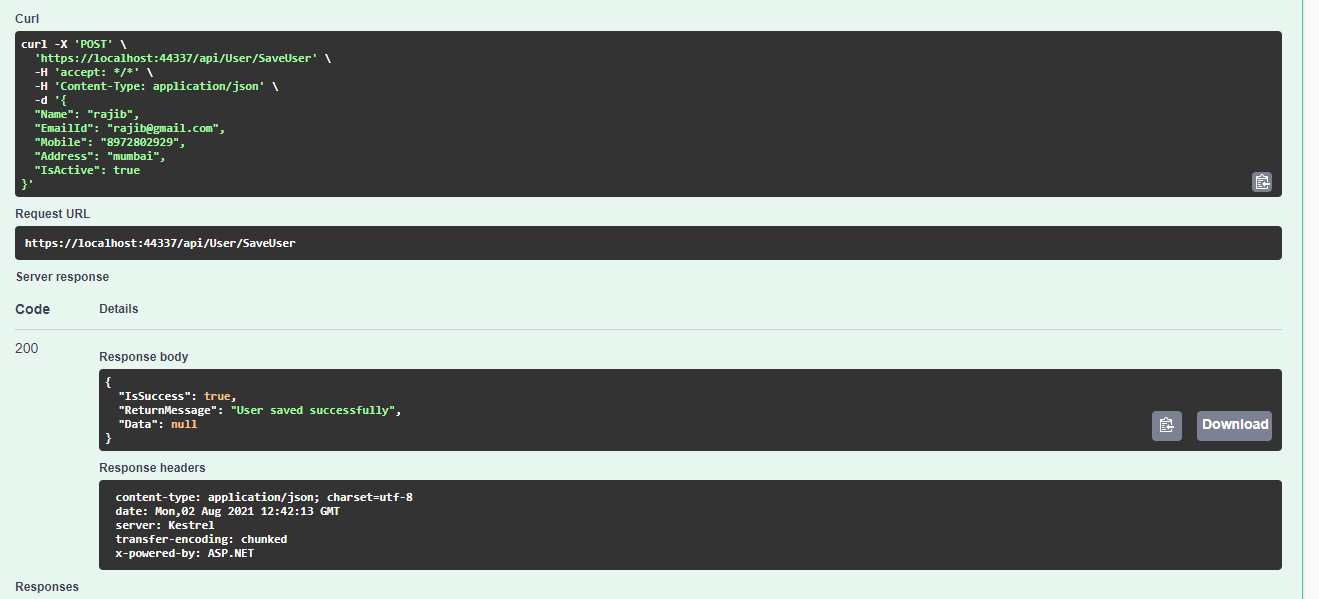 Curl
curl -X 'POST' \
'https://localhost:44337/api/User/SaveUser' \
-H 'accept: */*' \
-H 'Content-Type: application/json' \
-d '{
"Name": "rajib",
"EmailId": "rajib@gmail.com",
"Mobile": "8972802929",
"Address": "mumbai",
"IsActive": true
}'
Request URL
https://localhost:44337/api/User/SaveUser
Server response
Code Details
200
Response body
{
"IsSuccess": true,
"ReturnMessage": "User saved successfully",
"Data": null
}
Download
Response headers
content-type: application/json; charset=utf-8
date: Mon,02 Aug 2021 12:42:13 GMT
server: Kestrel
transfer-encoding: chunked
x-powered-by: ASP.NET
Responses